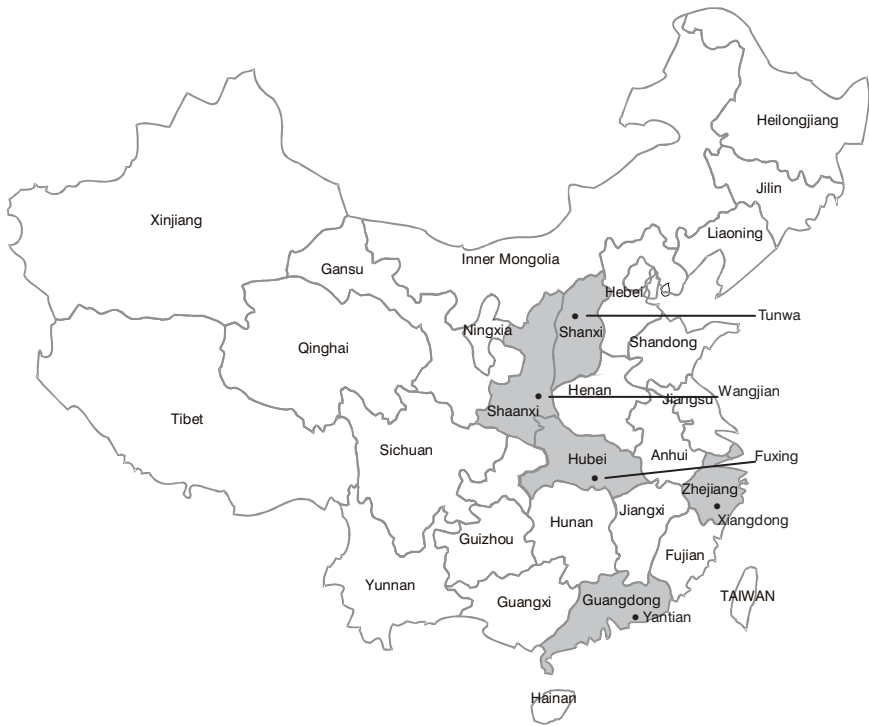 Heilongjiang
Jilin
Xinjiang
Liaoning
Inner Mongolia
Gansu
Hebei
Tunwa
Ningxia
Shanxi
Shandong
Qinghai
Henan
Wangjian
Jiangsu
Shaanxi
Tibet
Sichuan
Anhui
Fuxing
Hubei
Zhejiang
Jiangxi
Xiangdong
Hunan
Guizhou
Fujian
Yunnan
TAIWAN
Guangdong
Guangxi
Yantian
Hainan